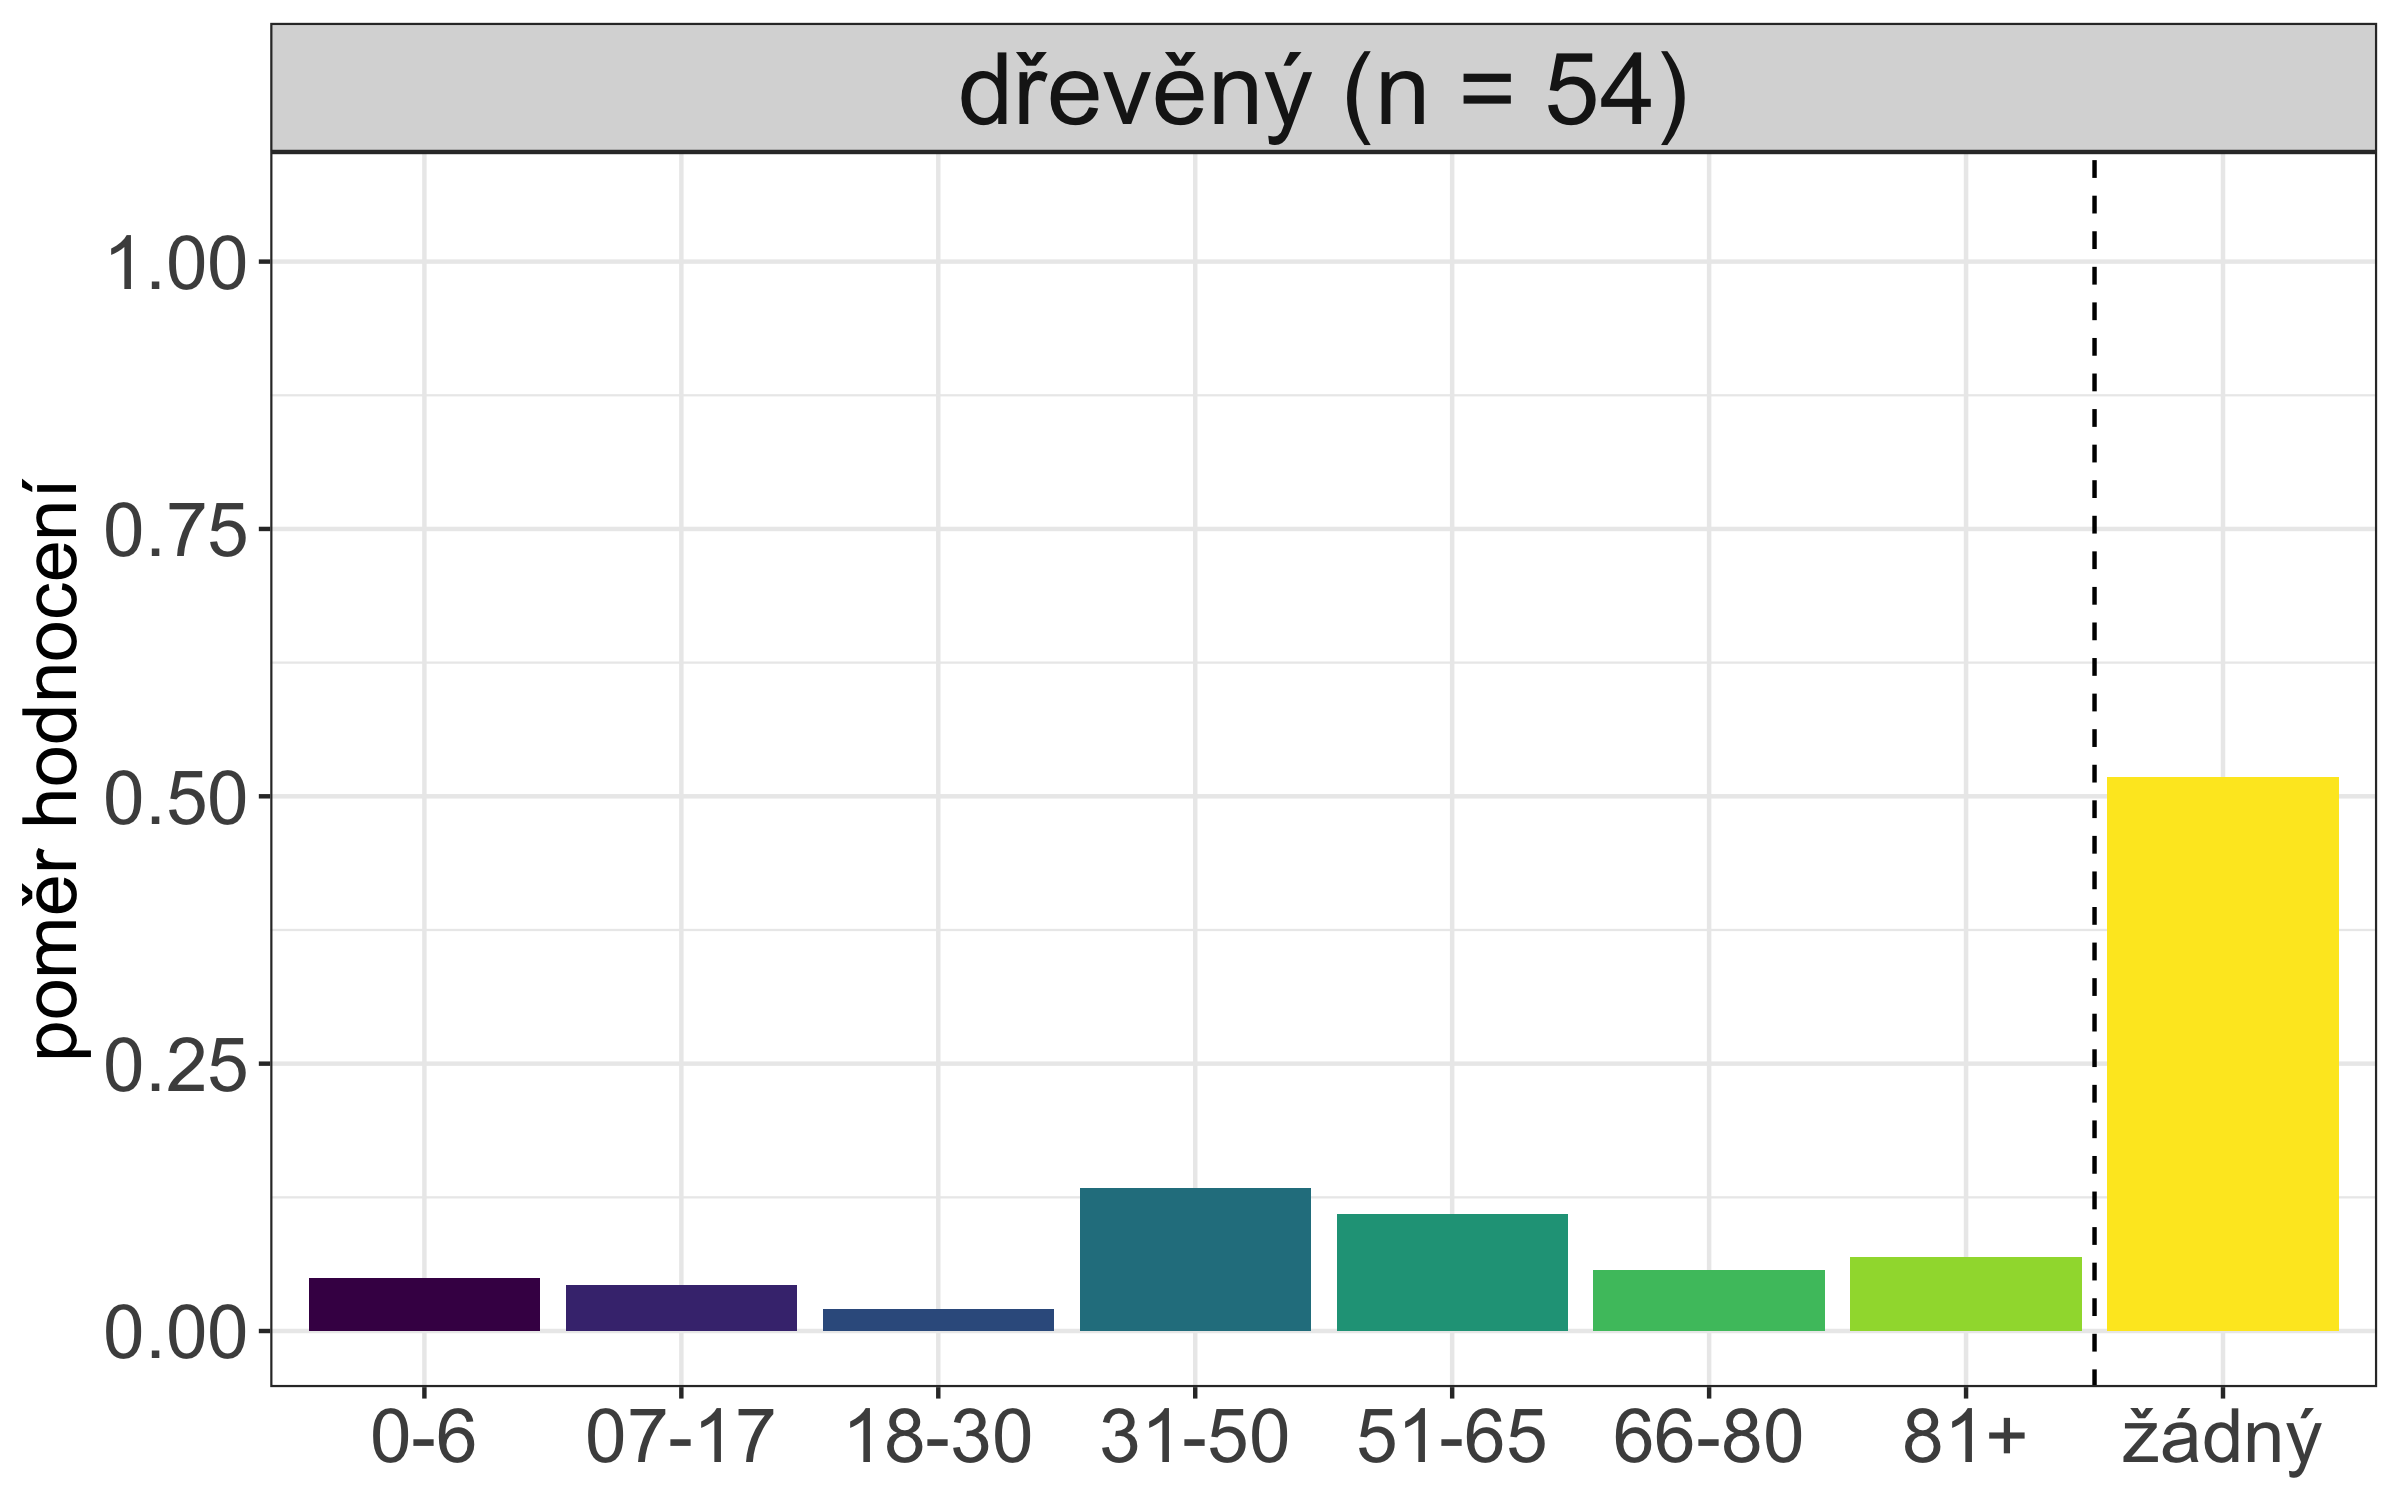 dřevěný (n = 54)
poměr hodnocení
1.00
0.75
0.50
0.25
0.00
0-6 07-17 18-30 31-50 51-65 66-80 81+ žádný